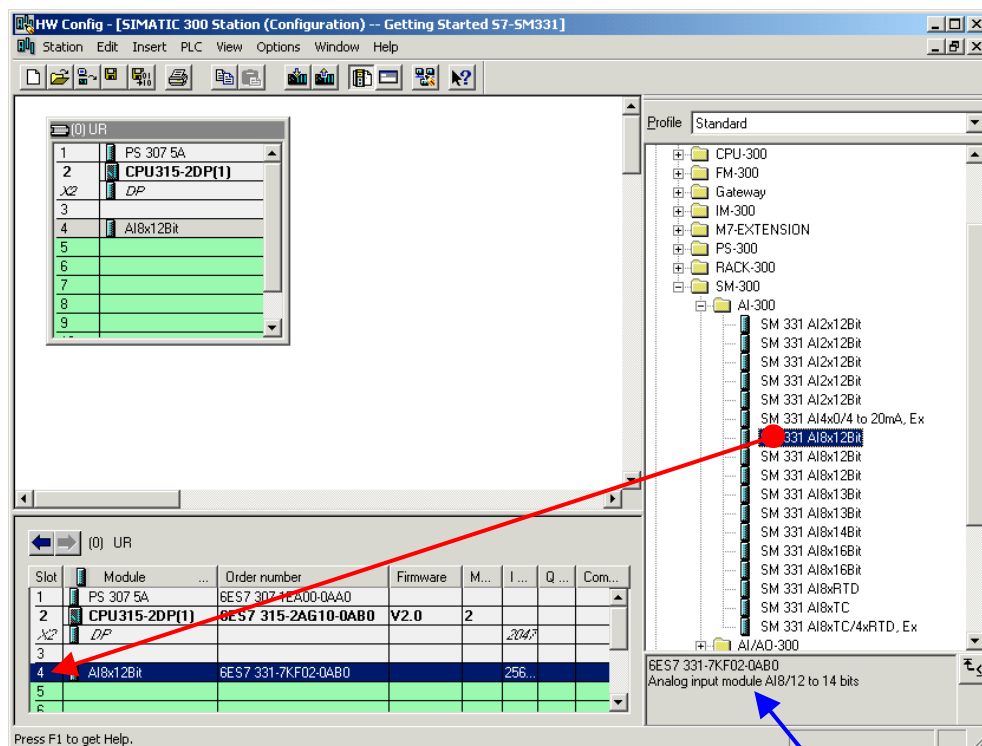 HW Config - [SIMATIC 300 Station (Configuration) -- Getting Started S7-SM331]
Station Edit Insert PLC View Options Window Help
(0) UR
1 PS 307 5A
2 CPU315-2DP(1)
X2 DP
3
4 AI8x12Bit
5
6
7
8
9
Profile Standard
CPU-300
FM-300
Gateway
IM-300
M7-EXTENSION
PS-300
RACK-300
SM-300
AI-300
SM 331 AI2x12Bit
SM 331 AI2x12Bit
SM 331 AI2x12Bit
SM 331 AI2x12Bit
SM 331 AI2x12Bit
SM 331 AI4x0/4 to 20mA, Ex
331 AI8x12Bit
SM 331 AI8x12Bit
SM 331 AI8x12Bit
SM 331 AI8x13Bit
SM 331 AI8x13Bit
SM 331 AI8x14Bit
SM 331 AI8x16Bit
SM 331 AI8x16Bit
SM 331 AI8xRTD
SM 331 AI8xTC
SM 331 AI8xTC/4xRTD, Ex
AI/AO-300
6ES7 331-7KF02-0AB0
Analog input module AI8/12 to 14 bits
(0) UR
Slot Module ... Order number Firmware M... I... Q... Com...
1 PS 307 5A 6ES7 307-1EA00-0AA0
2 CPU315-2DP(1) 6ES7 315-2AG10-0AB0 V2.0 2
X2 DP 2047
3
4 AI8x12Bit 6ES7 331-7KF02-0AB0 256...
5
6
Press F1 to get Help.